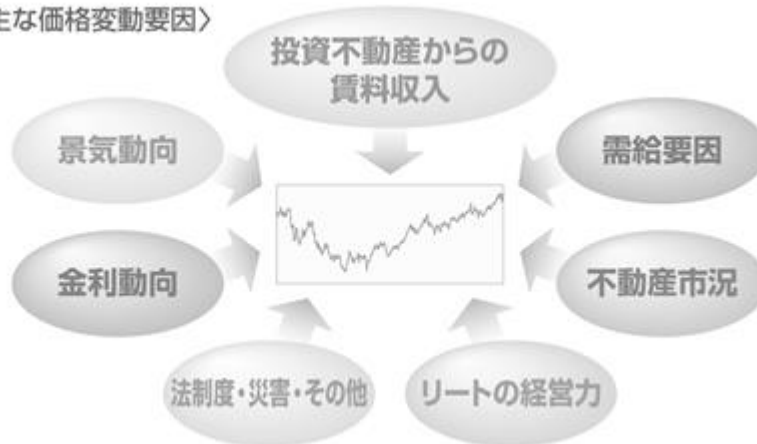 主な価格変動要因〉
投資不動産からの
賃料収入
景気動向
需給要因
金利動向
不動産市況
法制度・災害・その他
リートの経営力